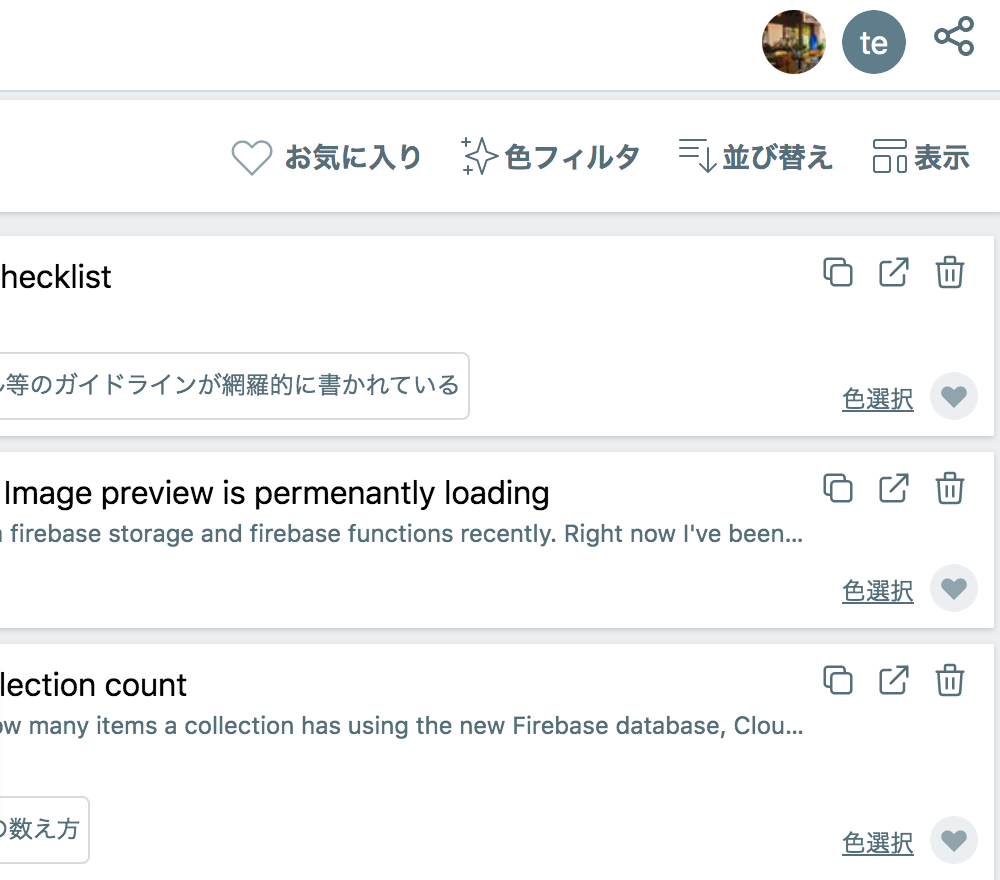 te
お気に入り 色フィルタ 並び替え 表示
hecklist
等のガイドラインが網羅的に書かれている
色選択
Image preview is permenantly loading
firebase storage and firebase functions recently. Right now I've been...
色選択
lection count
ow many items a collection has using the new Firebase database, Clou...
の数え方
色選択